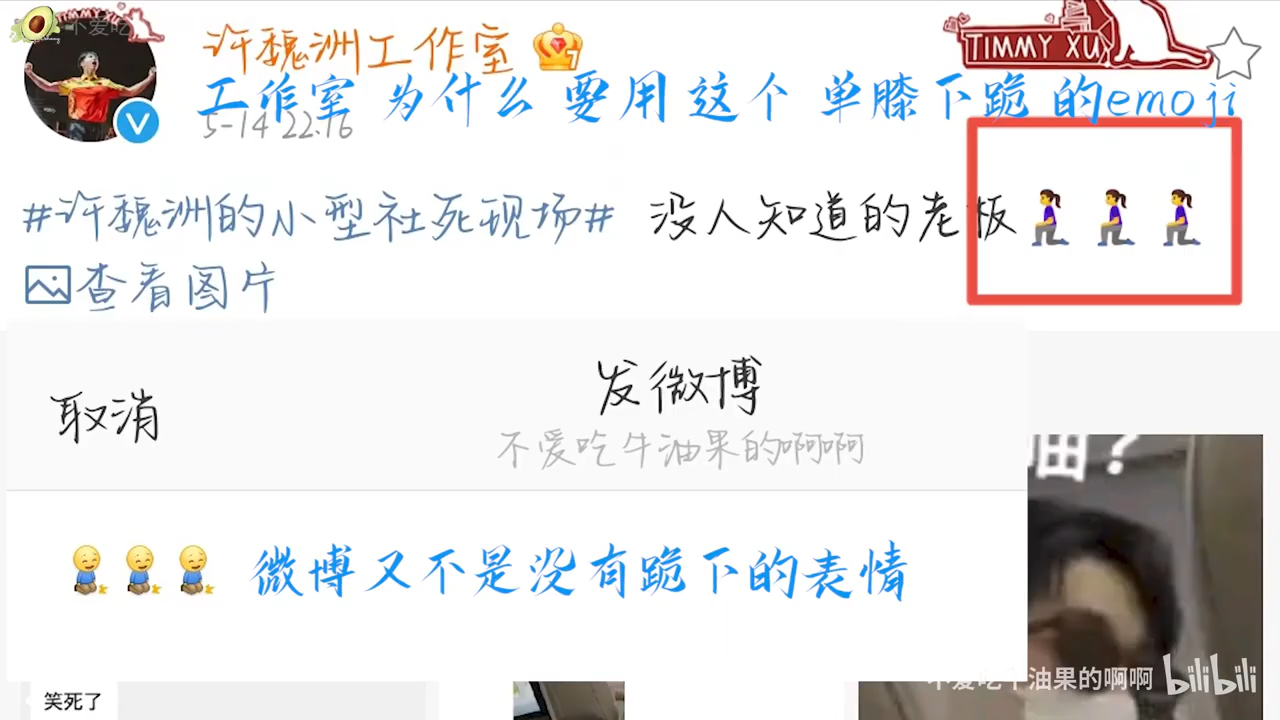 许魏洲工作室
TIMMY XU
工作室 为什么 要用 这个 单膝下跪 的emoji
5-14 22:16
#许魏洲的小型社死现场# 没人知道的老板
查看图片
取消
发微博
不爱吃牛油果的啊啊
油？
微博又不是没有跪下的表情
笑死了
不爱吃牛油果的啊啊 bilibili